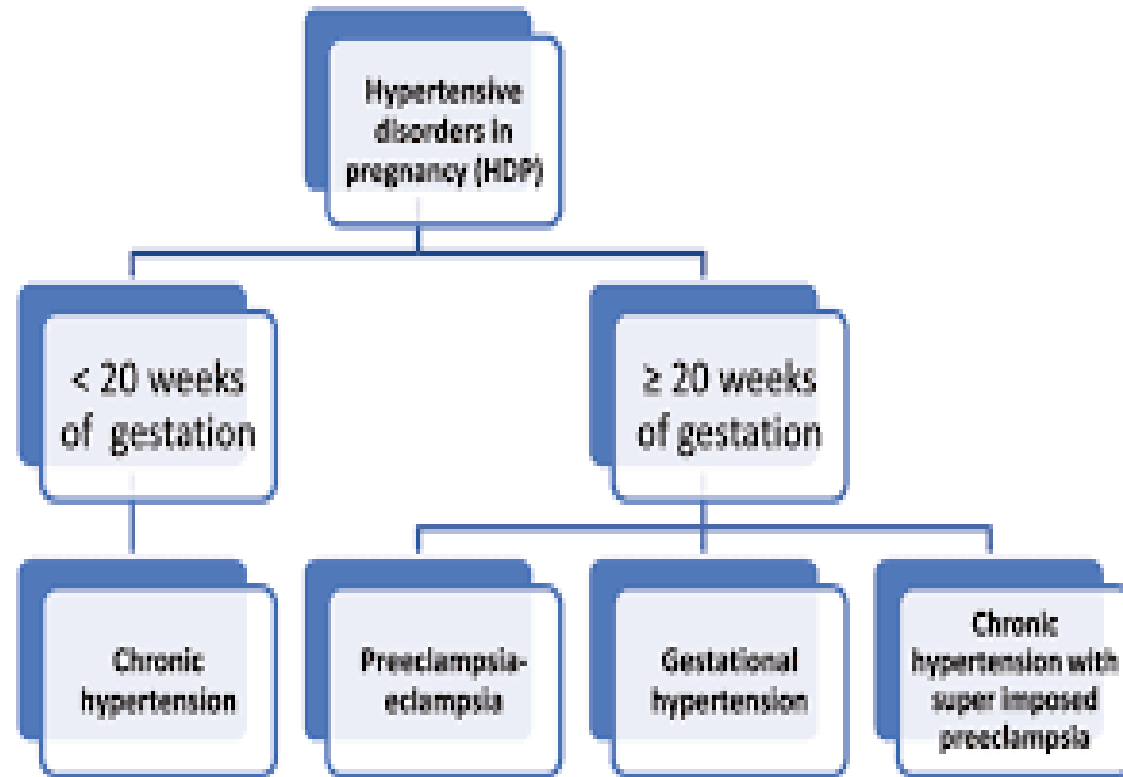 Hypertensive
disorders in
pregnancy (HDP)
< 20 weeks
of gestation
≥ 20 weeks
of gestation
Chronic
hypertension
Preeclampsia-
eclampsia
Gestational
hypertension
Chronic
hypertension with
super imposed
preeclampsia